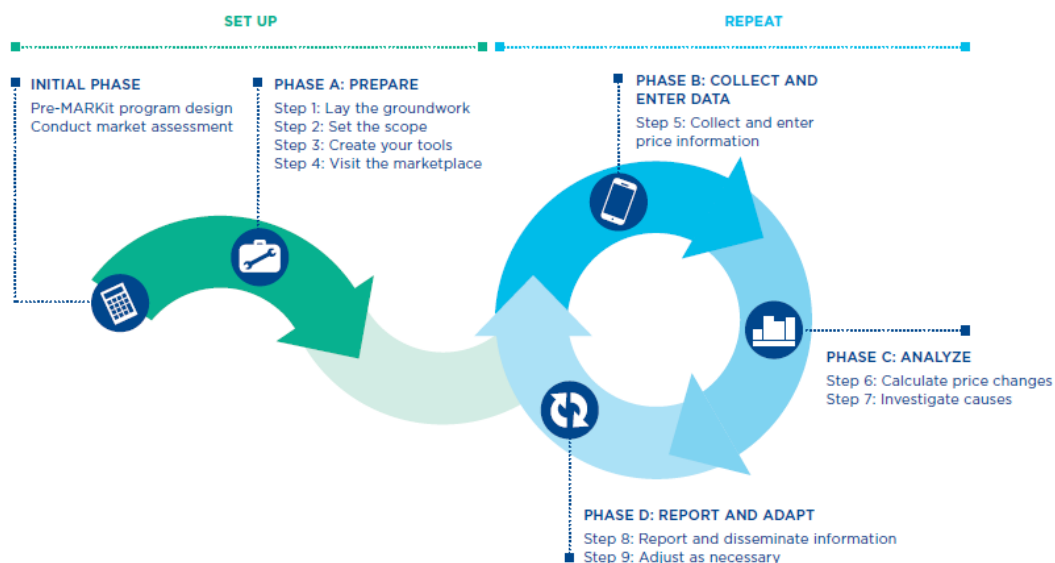 SET UP
REPEAT
INITIAL PHASE
Pre-MARKit program design
Conduct market assessment
PHASE A: PREPARE
Step 1: Lay the groundwork
Step 2: Set the scope
Step 3: Create your tools
Step 4: Visit the marketplace
PHASE B: COLLECT AND
ENTER DATA
Step 5: Collect and enter
price information
PHASE C: ANALYZE
Step 6: Calculate price changes
Step 7: Investigate causes
PHASE D: REPORT AND ADAPT
Step 8: Report and disseminate information
Step 9: Adjust as necessary